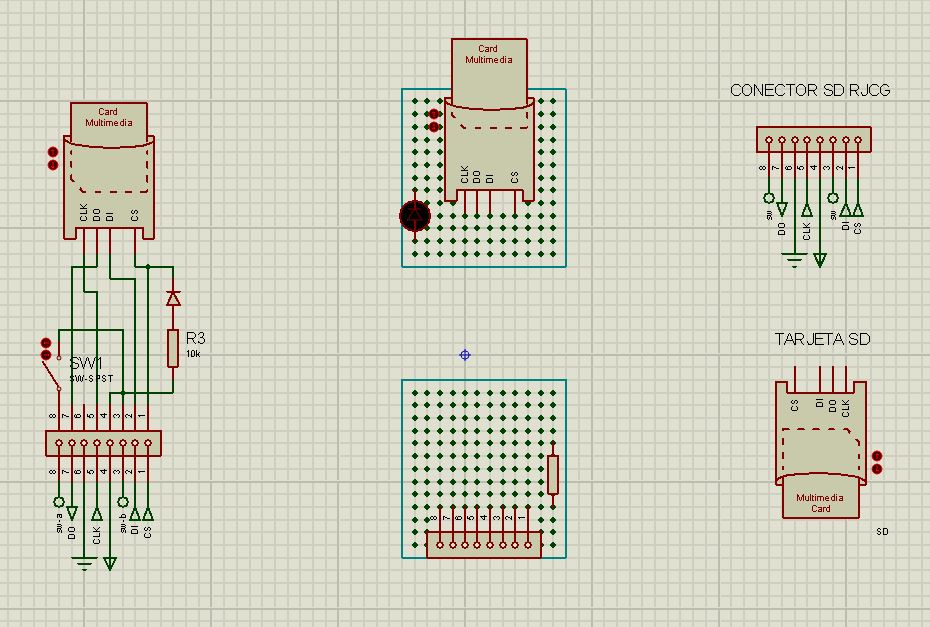 Card
Multimedia
CLK
DO
DI
CS
R3
10k
SW1
SW-SPST
8
7
6
5
4
3
2
1
8
7
6
5
4
3
2
1
sw-a
DO
CLK
sw-b
DI
CS
Card
Multimedia
CLK
DO
DI
CS
8
7
6
5
4
3
2
1
CONECTOR SD RJCG
8
7
6
5
4
3
2
1
sw
DO
CLK
sw
DI
CS
TARJETA SD
CS
DI
DO
CLK
Multimedia
Card
SD